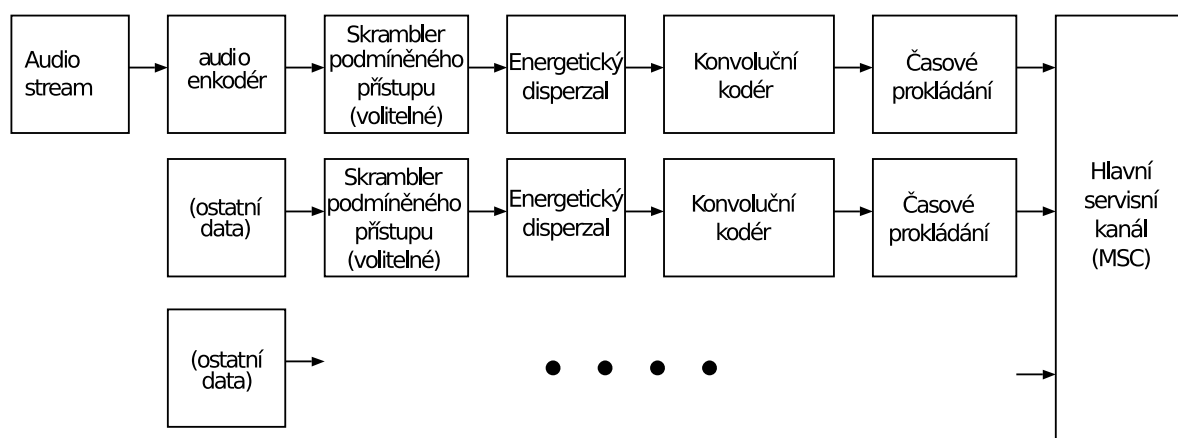 Audio
stream
audio
enkodér
Skrambler
podmíněného
přístupu
(volitelné)
Energetický
disperzal
Konvoluční
kodér
Časové
prokládání
(ostatní
data)
Skrambler
podmíněného
přístupu
(volitelné)
Energetický
disperzal
Konvoluční
kodér
Časové
prokládání
Hlavní
servisní
kanál
(MSC)
(ostatní
data)